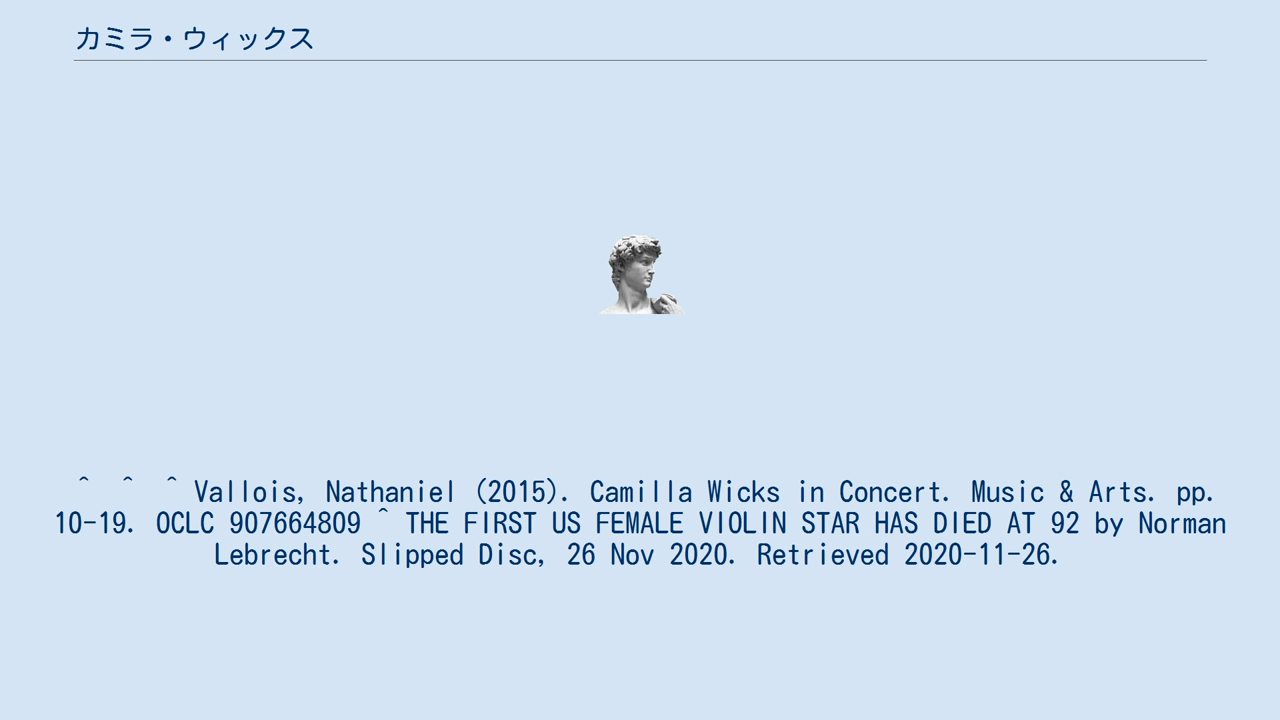 カミラ・ウィックス
^ ^ ^ Vallois, Nathaniel (2015). Camilla Wicks in Concert. Music & Arts. pp.
10-19. OCLC 907664809 ^ THE FIRST US FEMALE VIOLIN STAR HAS DIED AT 92 by Norman
Lebrecht. Slipped Disc, 26 Nov 2020. Retrieved 2020-11-26.